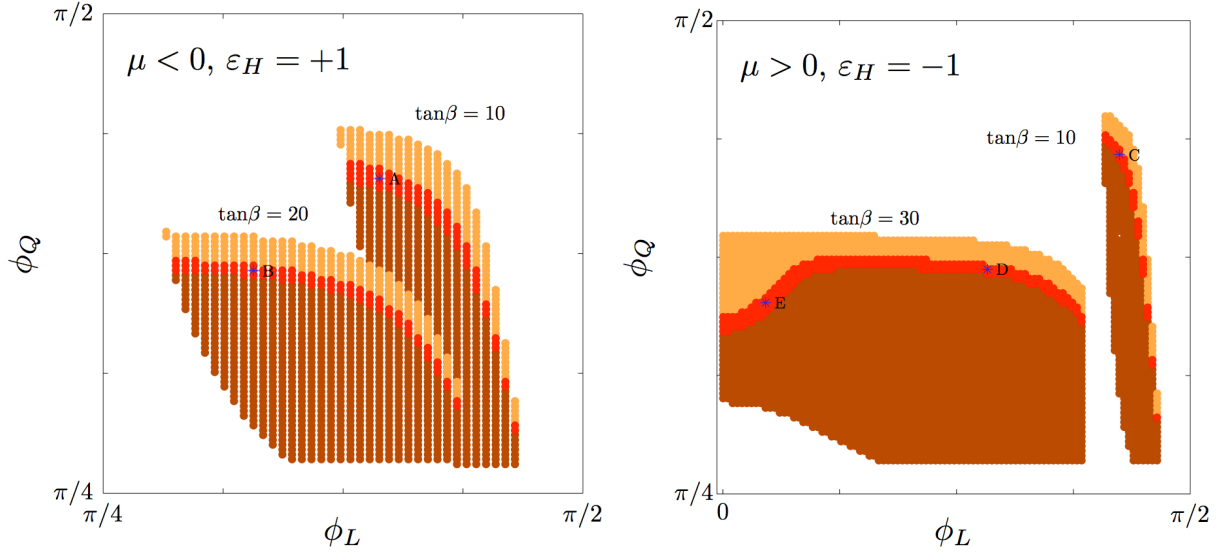 π/2
μ < 0, ε_H = +1
tanβ = 10
A
tanβ = 20
B
ϕ_Q
π/4
π/4
ϕ_L
π/2
π/2
μ > 0, ε_H = −1
tanβ = 10
C
tanβ = 30
D
E
ϕ_Q
π/4
0
ϕ_L
π/2